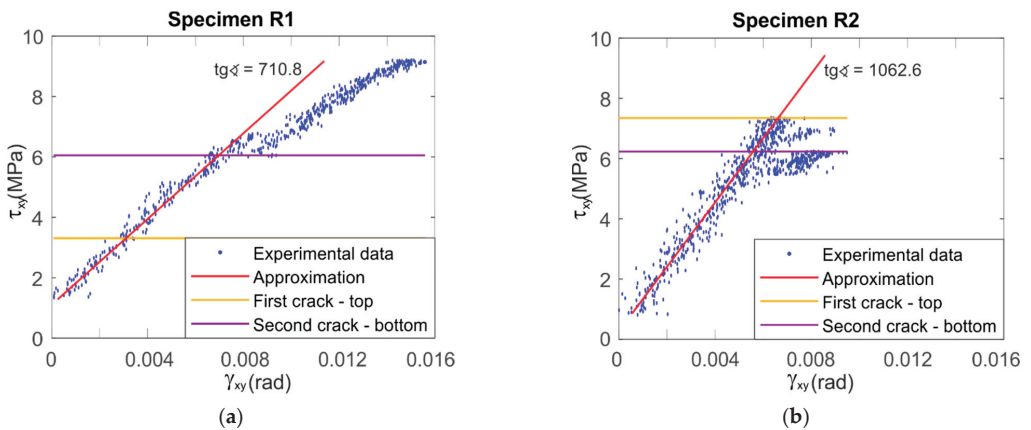 Specimen R1
10
8
6
4
2
0
τxy(MPa)
tg∢ = 710.8
Experimental data
Approximation
First crack - top
Second crack - bottom
0
0.004
0.008
0.012
0.016
γxy(rad)
(a)
Specimen R2
10
8
6
4
2
0
τxy(MPa)
tg∢ = 1062.6
Experimental data
Approximation
First crack - top
Second crack - bottom
0
0.004
0.008
0.012
0.016
γxy(rad)
(b)